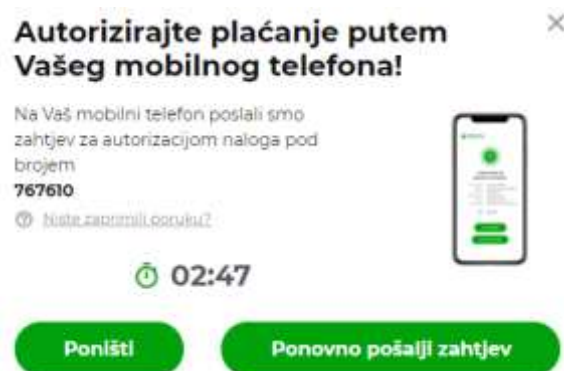 Autorizirajte plaćanje putem
Vašeg mobilnog telefona!
Na Vaš mobilni telefon poslali smo
zahtjev za autorizacijom naloga pod
brojem
767610
Niste zaprimili poruku?
02:47
Poništi
Ponovno pošalji zahtjev